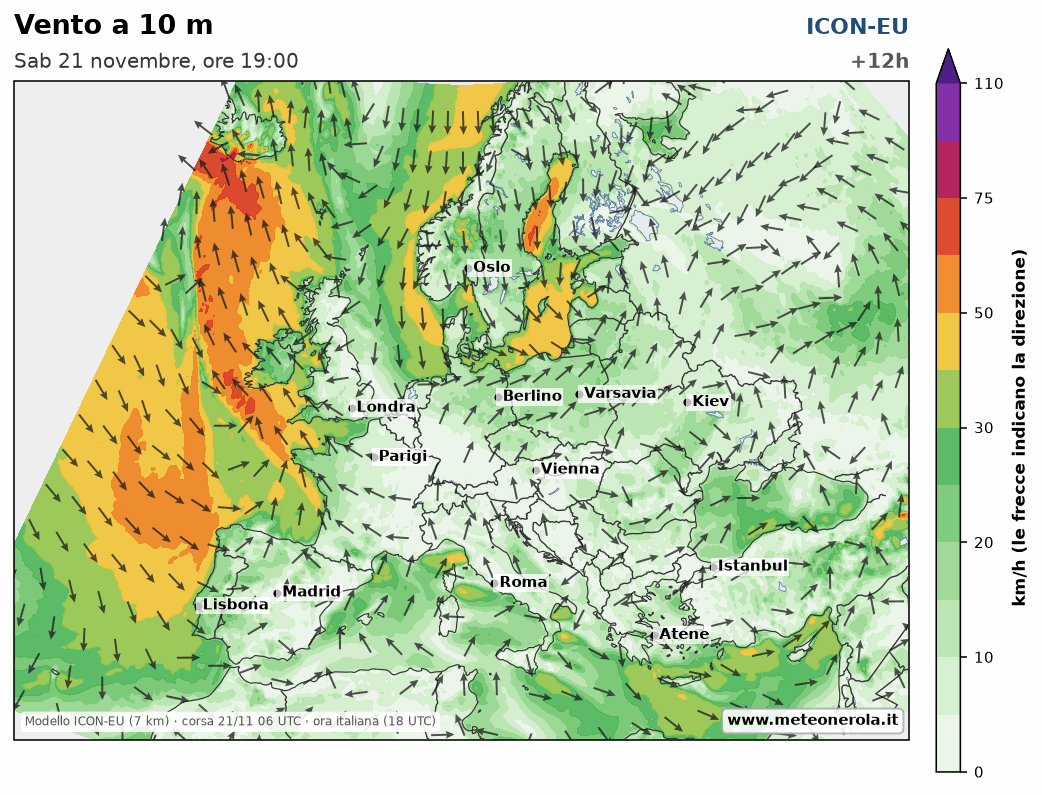 Vento a 10 m
ICON-EU
Sab 21 novembre, ore 19:00
+12h
110
75
50
30
20
10
0
km/h (le frecce indicano la direzione)
Oslo
Berlino
Varsavia
Kiev
Londra
Parigi
Vienna
Istanbul
Roma
Madrid
Lisbona
Atene
Modello ICON-EU (7 km) · corsa 21/11 06 UTC · ora italiana (18 UTC)
www.meteonerola.it